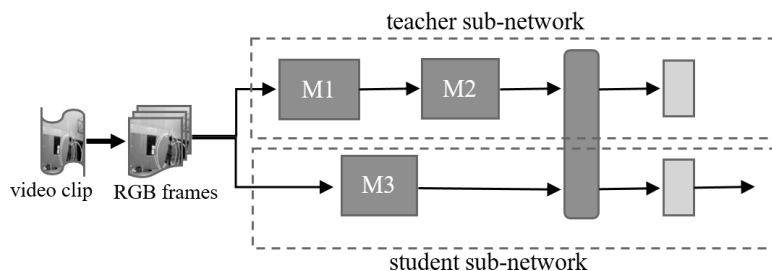 teacher sub-network
M1
M2
M3
video clip
RGB frames
student sub-network